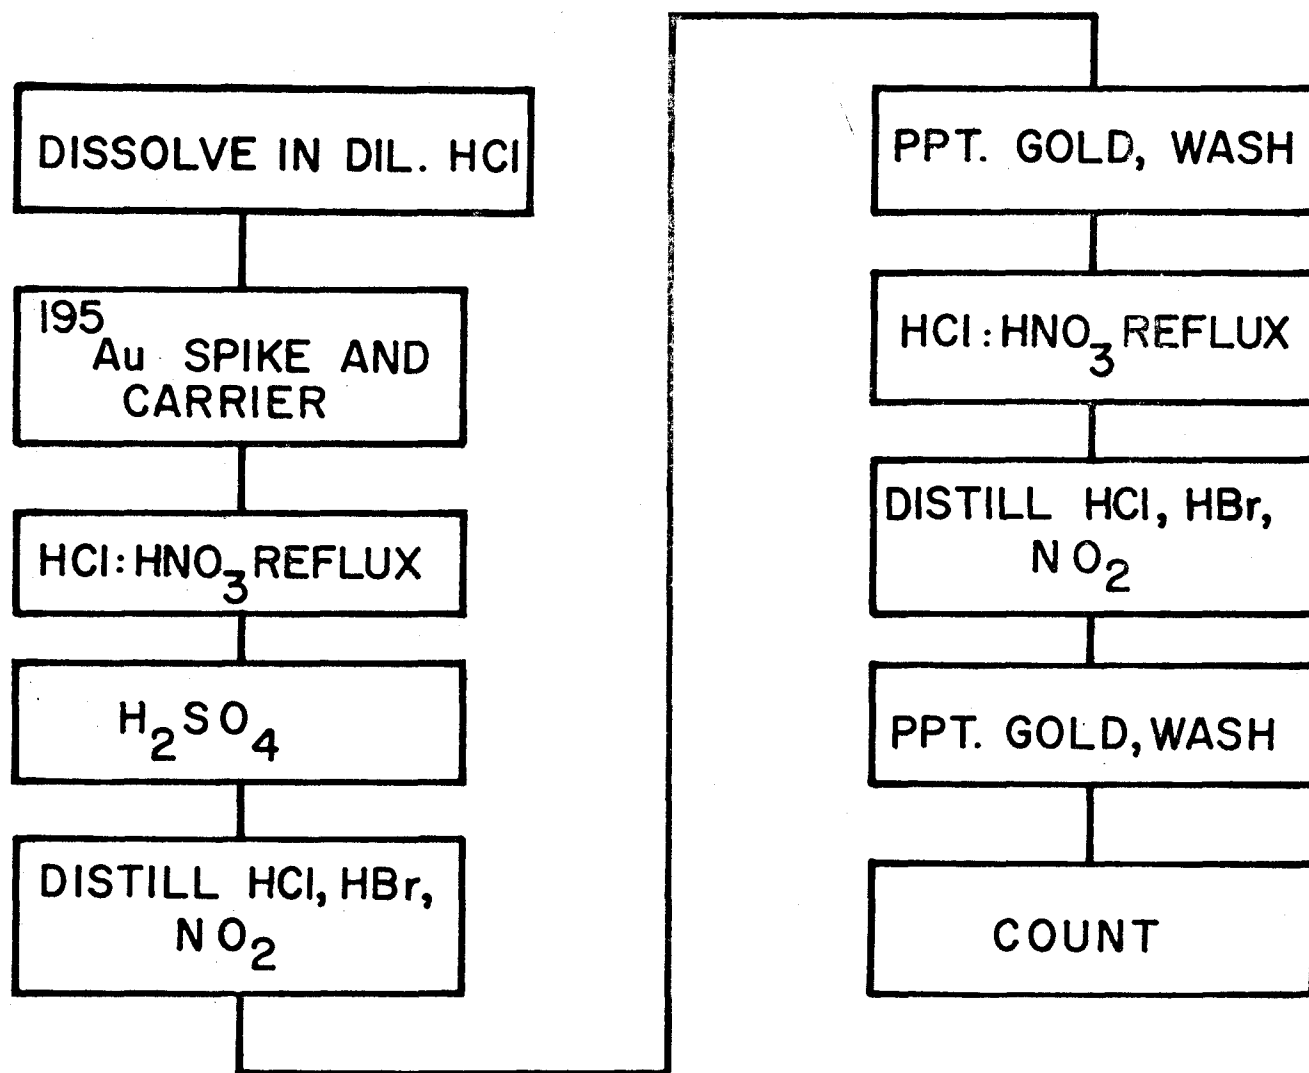 DISSOLVE IN DIL. HCl
195
Au SPIKE AND
CARRIER
HCl:HNO3 REFLUX
H2SO4
DISTILL HCl, HBr,
NO2
PPT. GOLD, WASH
HCl:HNO3 REFLUX
DISTILL HCl, HBr,
NO2
PPT. GOLD, WASH
COUNT